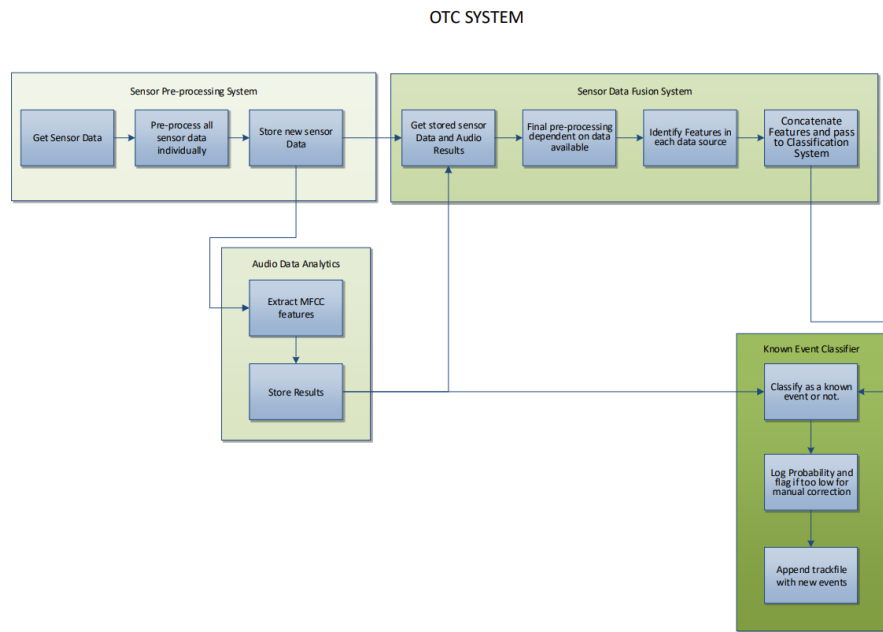 OTC SYSTEM
Sensor Pre-processing System
Get Sensor Data
Pre-process all
sensor data
individually
Store new sensor
Data
Sensor Data Fusion System
Get stored sensor
Data and Audio
Results
Final pre-processing
dependent on data
available
Identify Features in
each data source
Concatenate
Features and pass
to Classification
System
Audio Data Analytics
Extract MFCC
features
Store Results
Known Event Classifier
Classify as a known
event or not.
Log Probability and
flag if too low for
manual correction
Append trackfile
with new events